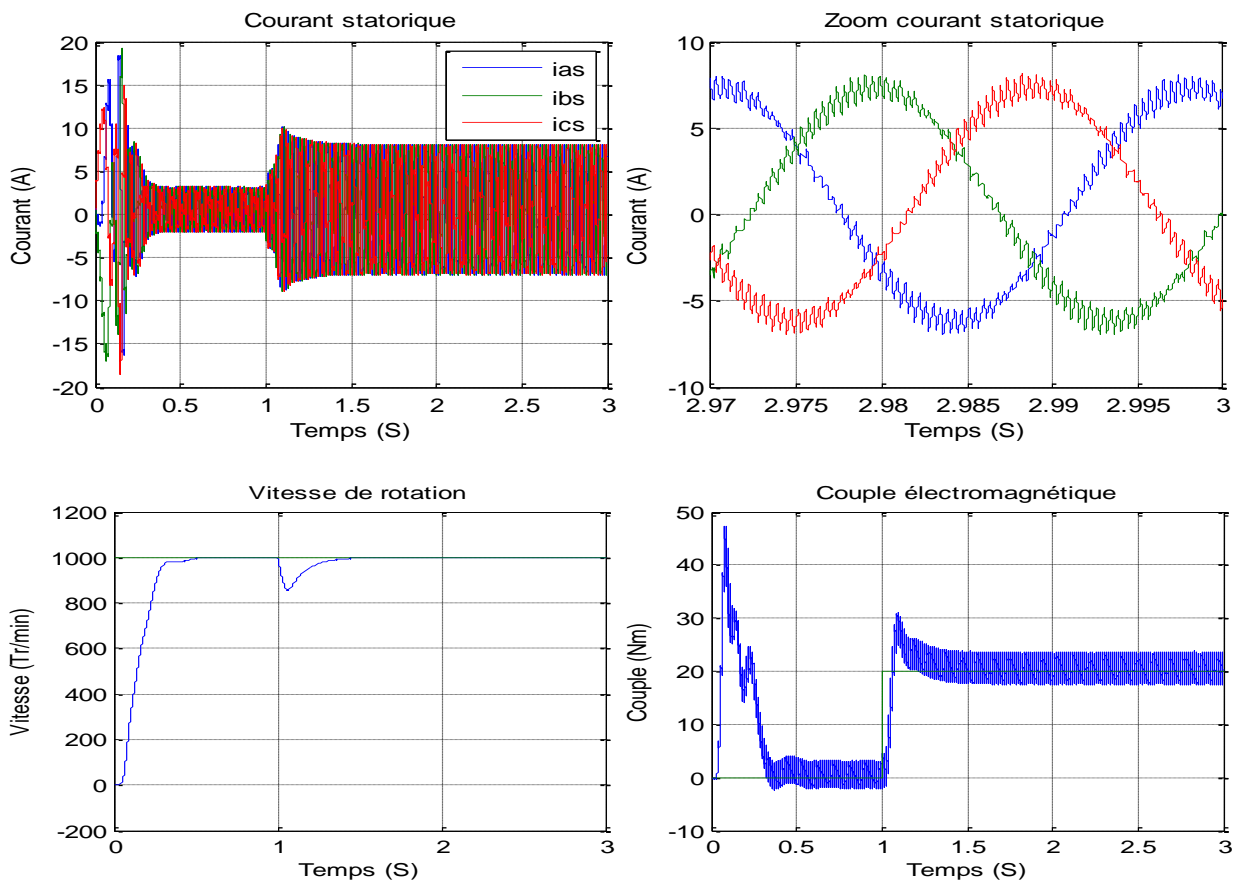 Courant statorique
20
15
10
5
0
-5
-10
-15
-20
Courant (A)
ias
ibs
ics
0 0.5 1 1.5 2 2.5 3
Temps (S)
Zoom courant statorique
10
5
0
-5
-10
Courant (A)
2.97 2.975 2.98 2.985 2.99 2.995 3
Temps (S)
Vitesse de rotation
1200
1000
800
600
400
200
0
-200
Vitesse (Tr/min)
0 1 2 3
Temps (S)
Couple électromagnétique
50
40
30
20
10
0
-10
Couple (Nm)
0 0.5 1 1.5 2 2.5 3
Temps (S)